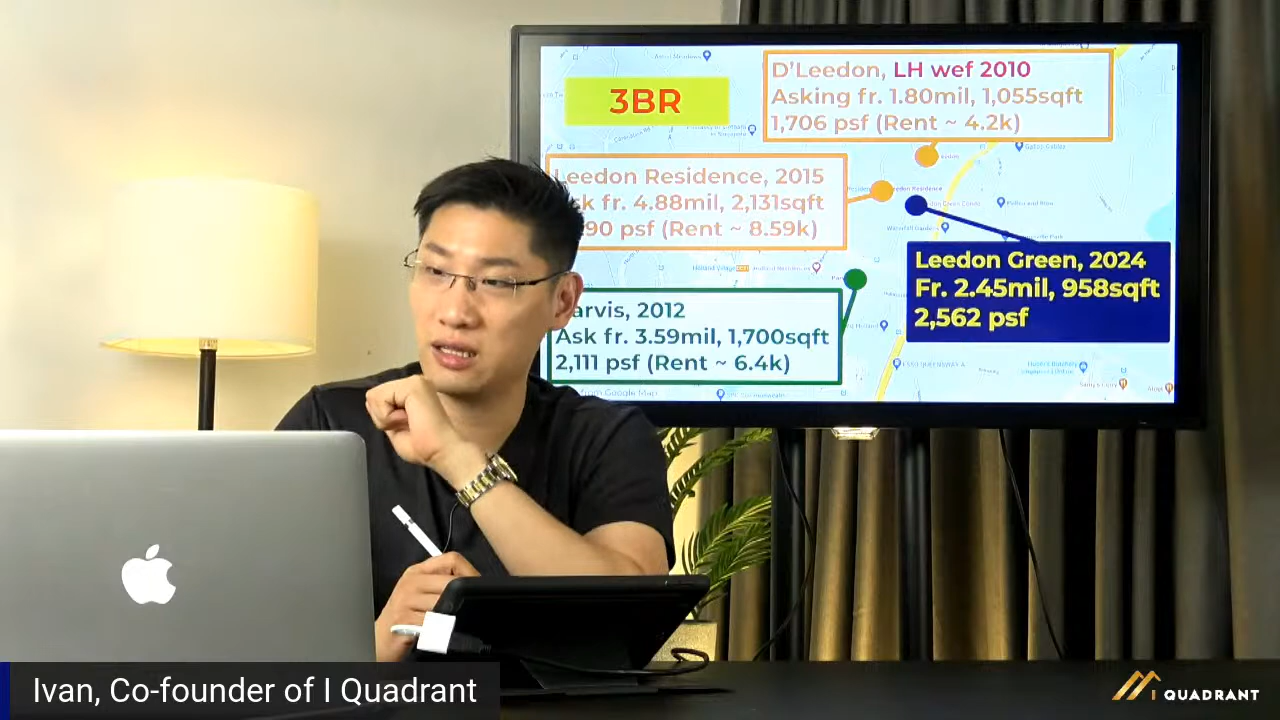 3BR
D'Leedon, LH wef 2010
Asking fr. 1.80mil, 1,055sqft
1,706 psf (Rent ~ 4.2k)
Leedon Residence, 2015
fr. 4.88mil, 2,131sqft
90 psf (Rent ~ 8.59k)
Leedon Green, 2024
Fr. 2.45mil, 958sqft
2,562 psf
arvis, 2012
Ask fr. 3.59mil, 1,700sqft
2,111 psf (Rent ~ 6.4k)
from Google Map
Ivan, Co-founder of I Quadrant
I QUADRANT